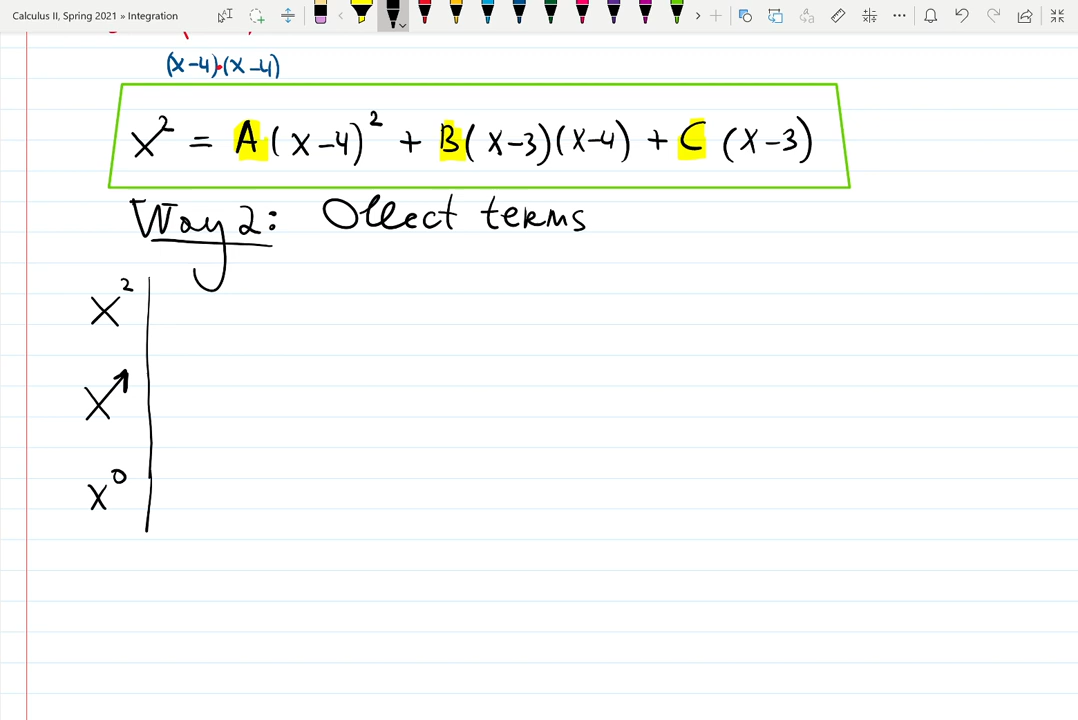 Calculus II, Spring 2021 » Integration
(x-4)·(x-4)
x² = A(x-4)² + B(x-3)(x-4) + C (x-3)
Way 2: Ollect terms
x²
x¹
x⁰